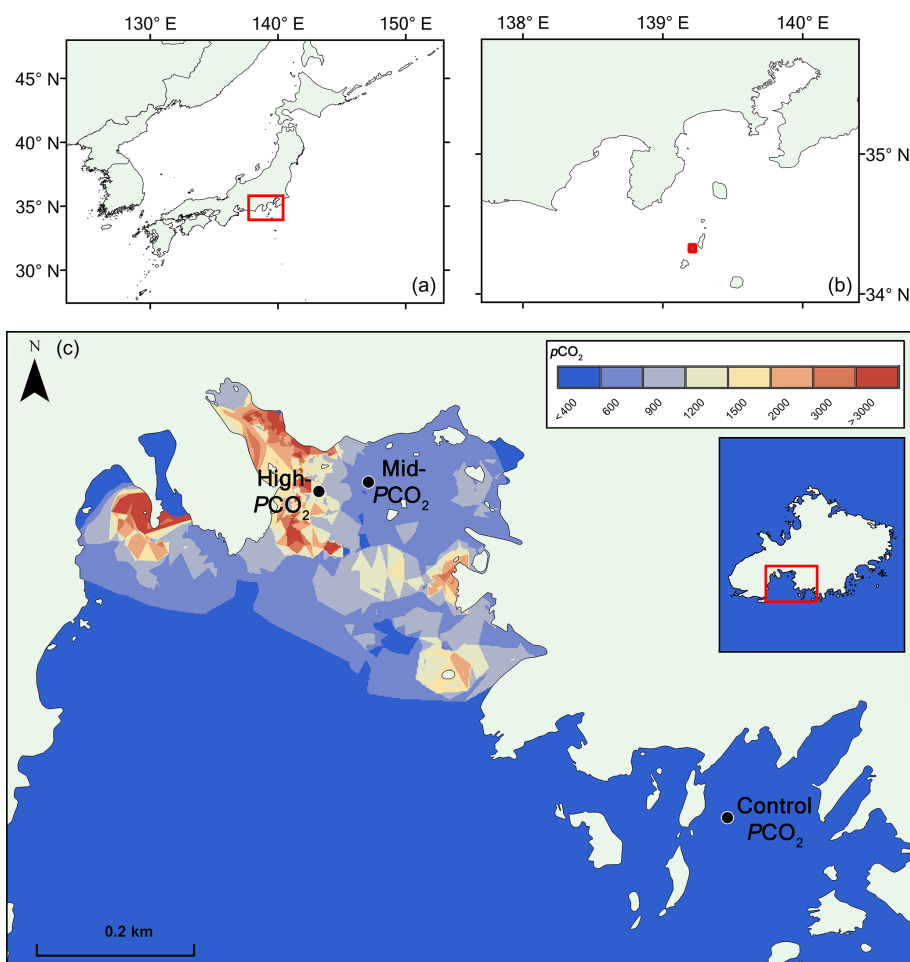 130° E 140° E 150° E
45° N
40° N
35° N
30° N
(a)
138° E 139° E 140° E
35° N
34° N
(b)
(c)
N
pCO₂
<400 600 900 1200 1500 2000 3000 >3000
High-
PCO₂
Mid-
PCO₂
Control
PCO₂
0.2 km